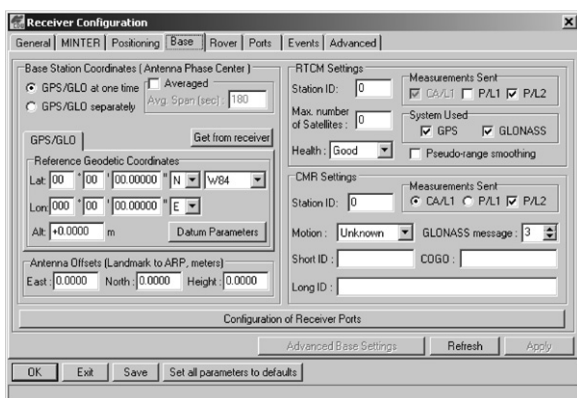 Receiver Configuration
General MINTER Positioning Base Rover Ports Events Advanced
Base Station Coordinates ( Antenna Phase Center )
GPS/GLO at one time
Averaged
GPS/GLO separately
Avg. Span (sec) : 180
GPS/GLO
Get from receiver
Reference Geodetic Coordinates
Lat: 00 ° 00 ' 00.00000 " N W84
Lon: 000 ° 00 ' 00.00000 " E
Alt: +0.0000 m Datum Parameters
Antenna Offsets (Landmark to ARP, meters)
East : 0.0000 North : 0.0000 Height : 0.0000
RTCM Settings
Station ID: 0
Measurements Sent
CA/L1 P/L1 P/L2
Max. number
of Satellites : 0
System Used
GPS GLONASS
Health : Good
Pseudo-range smoothing
CMR Settings
Station ID: 0
Measurements Sent
CA/L1 P/L1 P/L2
Motion : Unknown GLONASS message : 3
Short ID : COGO :
Long ID :
Configuration of Receiver Ports
Advanced Base Settings Refresh Apply
OK Exit Save Set all parameters to defaults